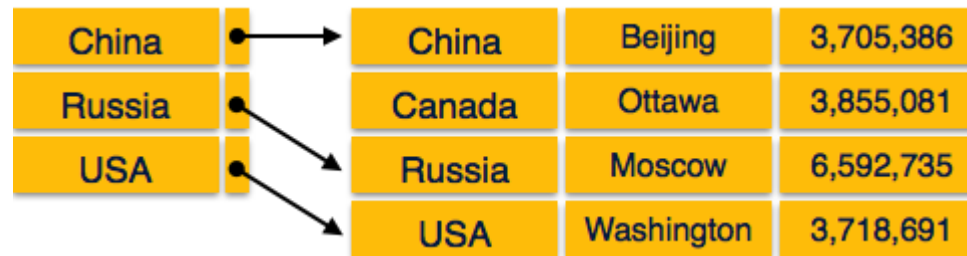 China China Beijing 3,705,386
Russia Canada Ottawa 3,855,081
USA Russia Moscow 6,592,735
USA Washington 3,718,691